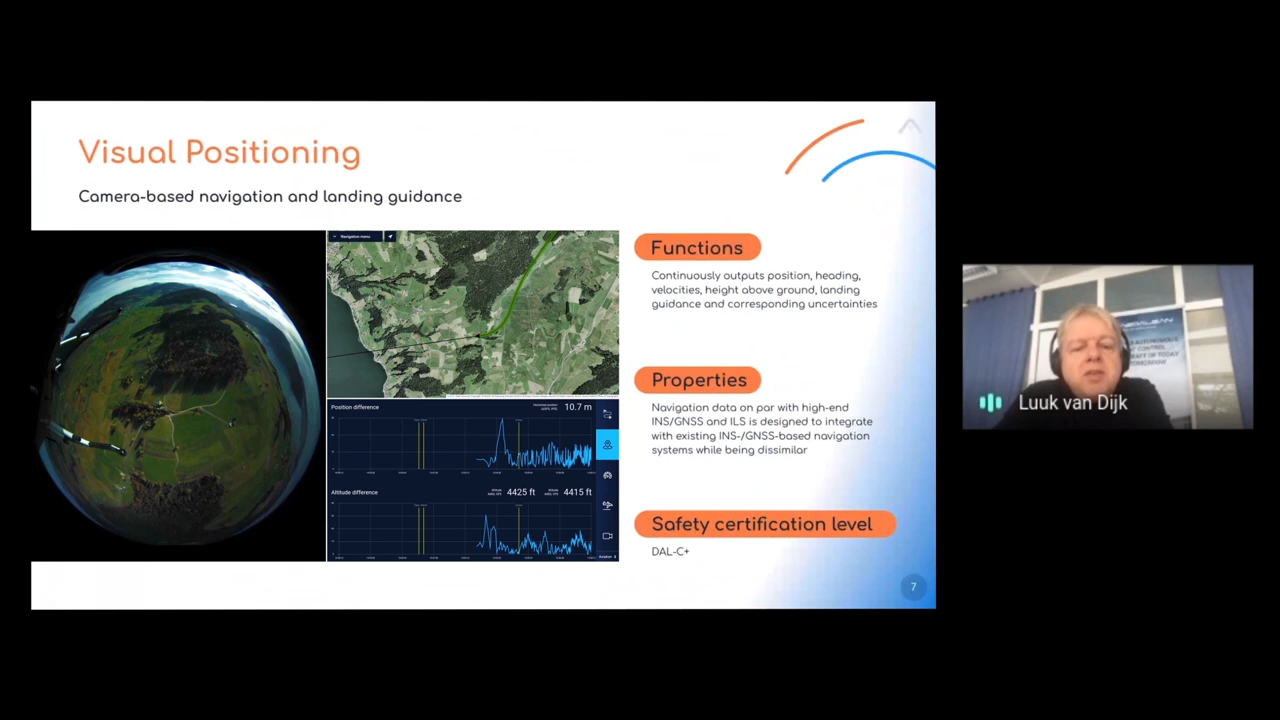 Visual Positioning
Camera-based navigation and landing guidance
Navigation menu
Position difference
10.7 m
Altitude difference
4425 ft
4415 ft
Functions
Continuously outputs position, heading,
velocities, height above ground, landing
guidance and corresponding uncertainties
Properties
Navigation data on par with high-end
INS/GNSS and ILS is designed to integrate
with existing INS-/GNSS-based navigation
systems while being dissimilar
Safety certification level
DAL-C+
7
Luuk van Dijk